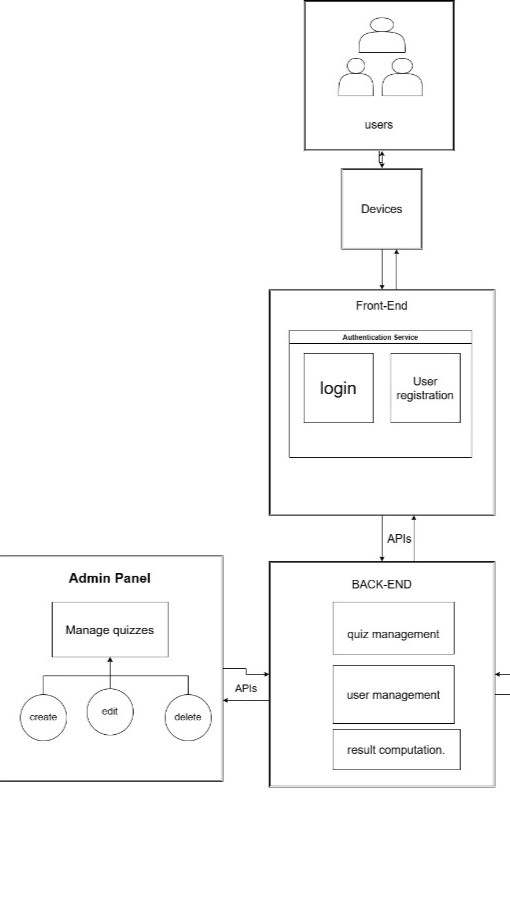 users
Devices
Front-End
Authentication Service
login
User
registration
APIs
Admin Panel
Manage quizzes
create
edit
delete
APIs
BACK-END
quiz management
user management
result computation.